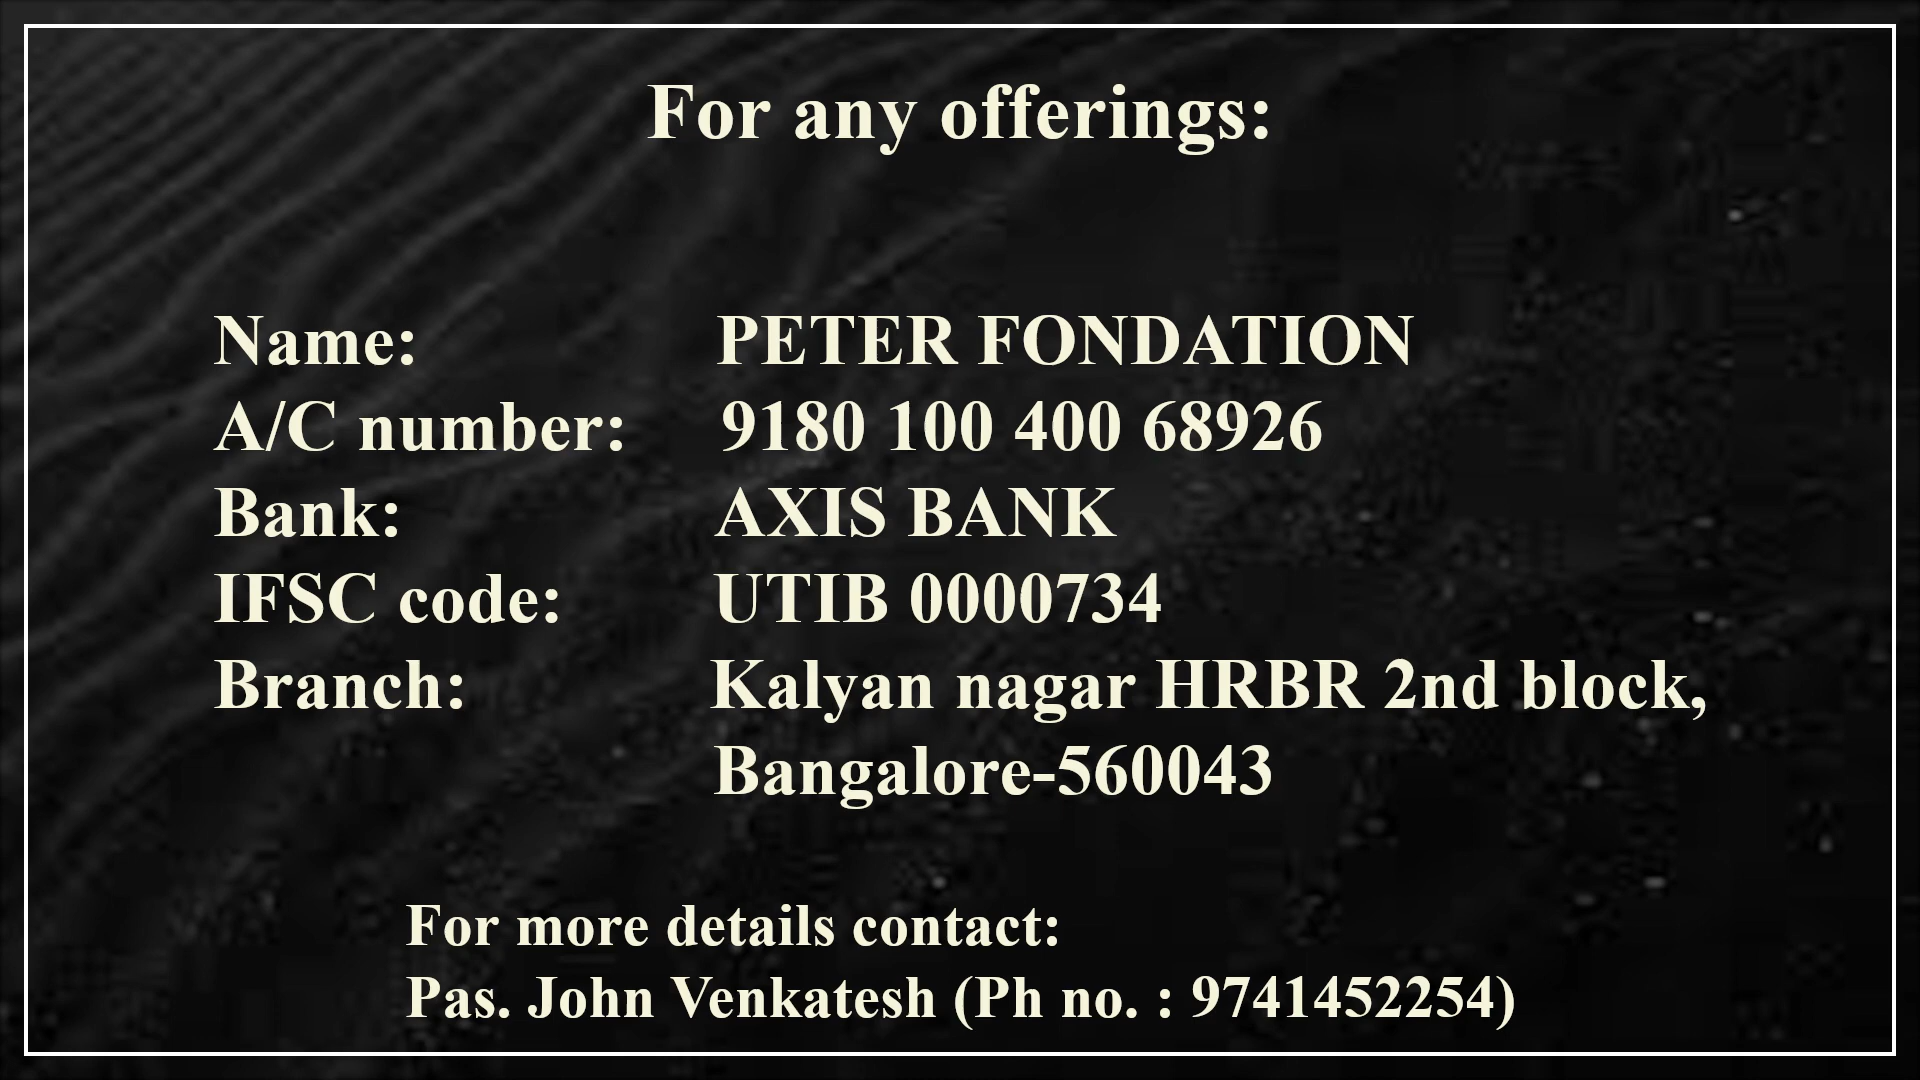 For any offerings:
Name: PETER FONDATION
A/C number: 9180 100 400 68926
Bank: AXIS BANK
IFSC code: UTIB 0000734
Branch: Kalyan nagar HRBR 2nd block,
Bangalore-560043
For more details contact:
Pas. John Venkatesh (Ph no. : 9741452254)